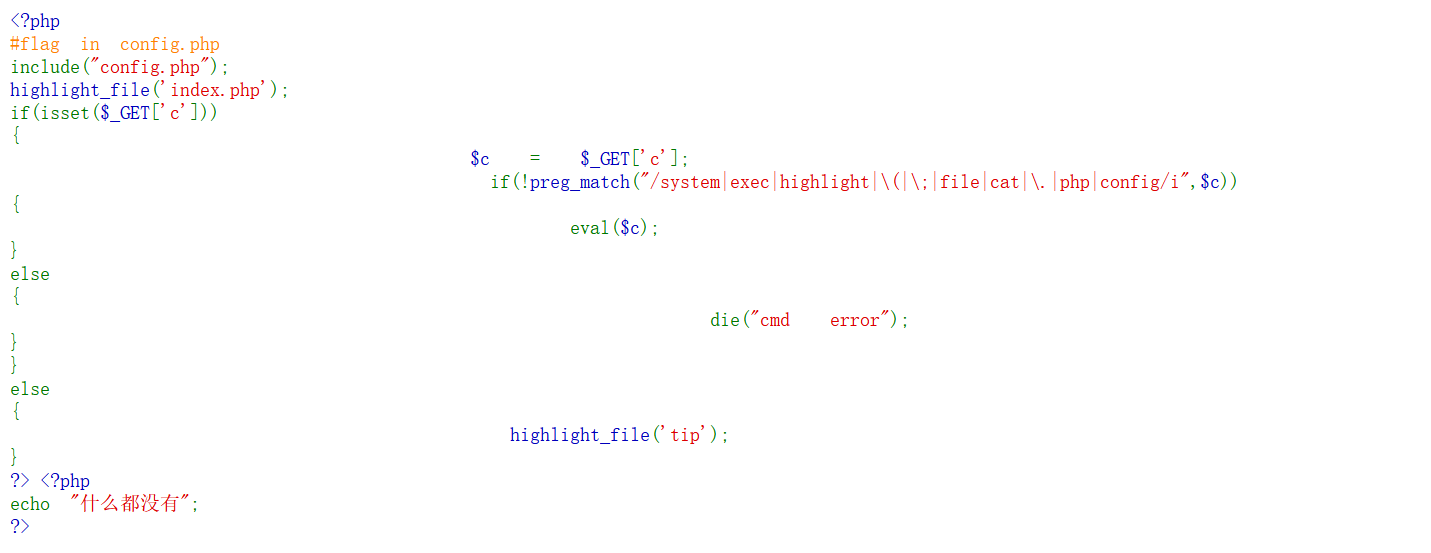 <?php
#flag in config.php
include("config.php");
highlight_file('index.php');
if(isset($_GET['c']))
{
$c = $_GET['c'];
if(!preg_match("/system|exec|highlight|\(|\;|file|cat|\.|php|config/i",$c))
{
eval($c);
}
else
{
die("cmd error");
}
}
else
{
highlight_file('tip');
}
?> <?php
echo "什么都没有";
?>